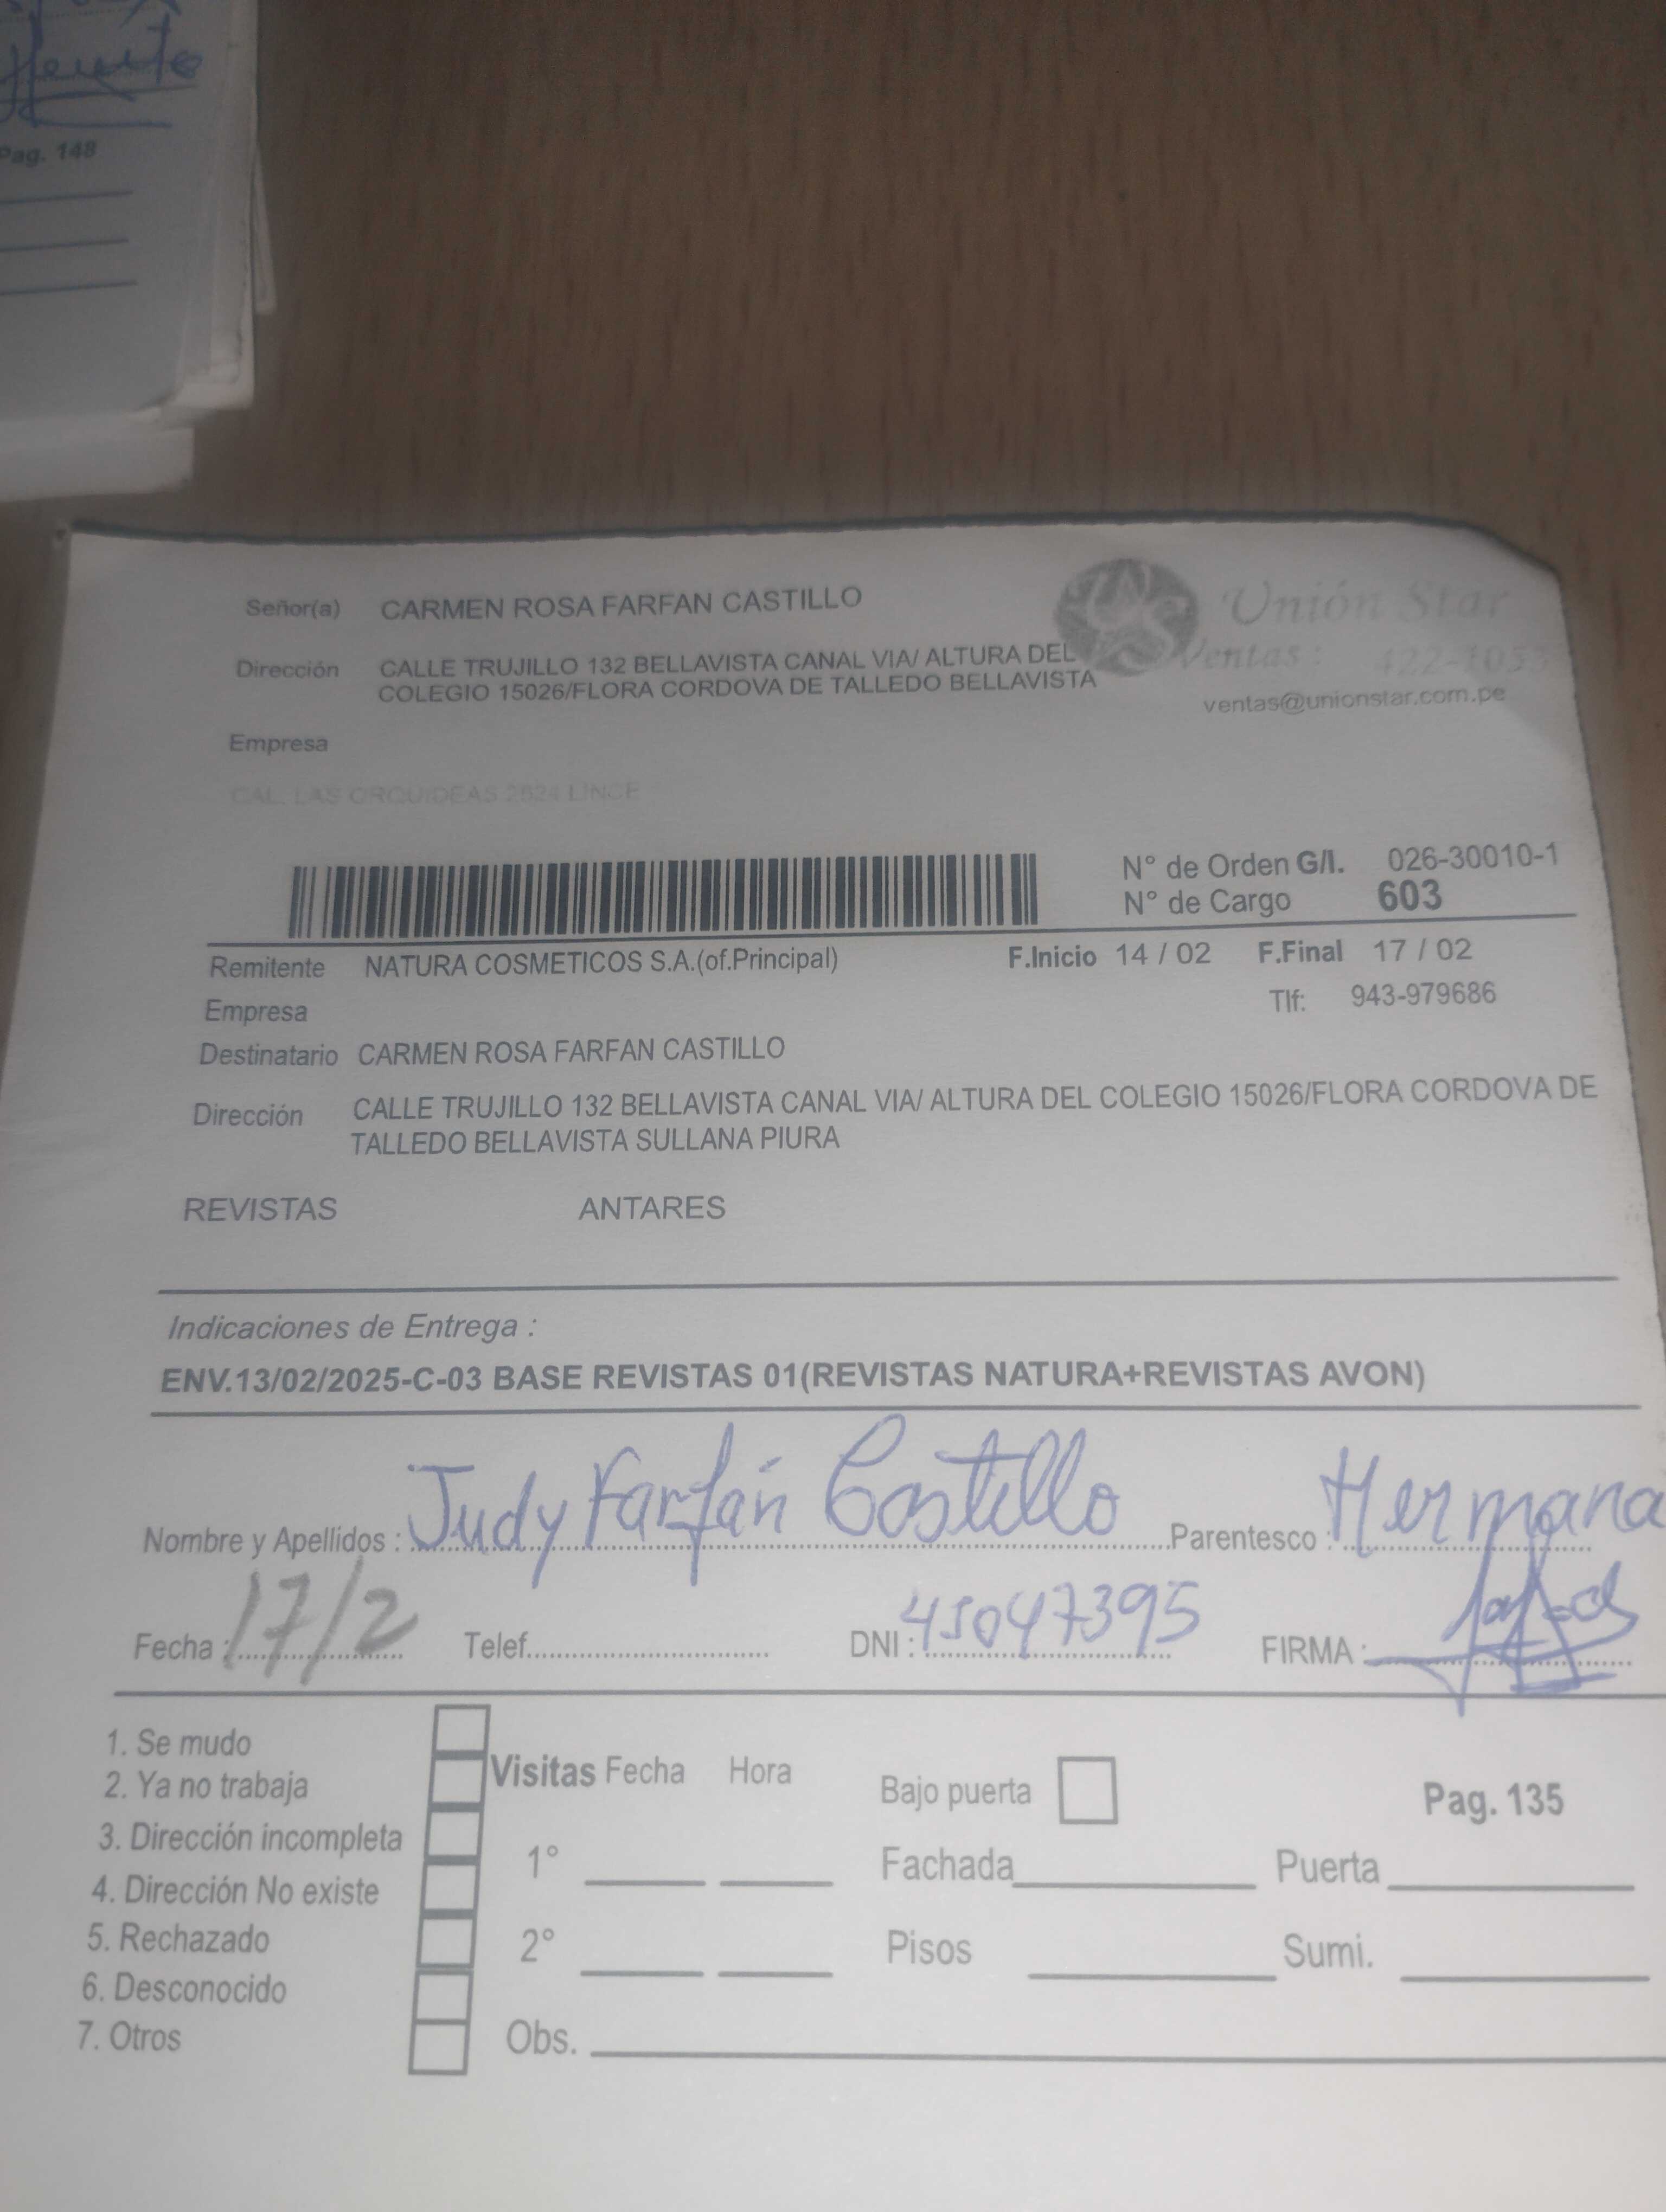 Pag. 148
Señor(a) CARMEN ROSA FARFAN CASTILLO
Unión Star
Dirección CALLE TRUJILLO 132 BELLAVISTA CANAL VIA/ ALTURA DEL
COLEGIO 15026/FLORA CORDOVA DE TALLEDO BELLAVISTA
Ventas: 422-1053
ventas@unionstar.com.pe
Empresa
CAL. LAS ORQUIDEAS 2624 LINCE
N° de Orden G/I. 026-30010-1
N° de Cargo 603
Remitente NATURA COSMETICOS S.A.(of.Principal) F.Inicio 14 / 02 F.Final 17 / 02
Empresa Tlf: 943-979686
Destinatario CARMEN ROSA FARFAN CASTILLO
Dirección CALLE TRUJILLO 132 BELLAVISTA CANAL VIA/ ALTURA DEL COLEGIO 15026/FLORA CORDOVA DE
TALLEDO BELLAVISTA SULLANA PIURA
REVISTAS ANTARES
Indicaciones de Entrega :
ENV.13/02/2025-C-03 BASE REVISTAS 01(REVISTAS NATURA+REVISTAS AVON)
Nombre y Apellidos : Judy Farfán Castillo Parentesco : Hermana
Fecha : 17/2 Telef. DNI : 45047395 FIRMA :
1. Se mudo
2. Ya no trabaja
3. Dirección incompleta
4. Dirección No existe
5. Rechazado
6. Desconocido
7. Otros
Visitas Fecha Hora
1°
2°
Obs.
Bajo puerta
Pag. 135
Fachada Puerta
Pisos Sumi.